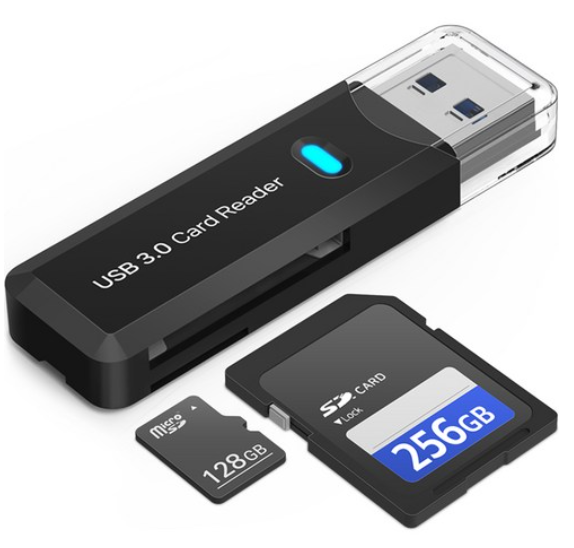 USB 3.0 Card Reader
Micro
SD
128GB
SD CARD
▼Lock
256GB